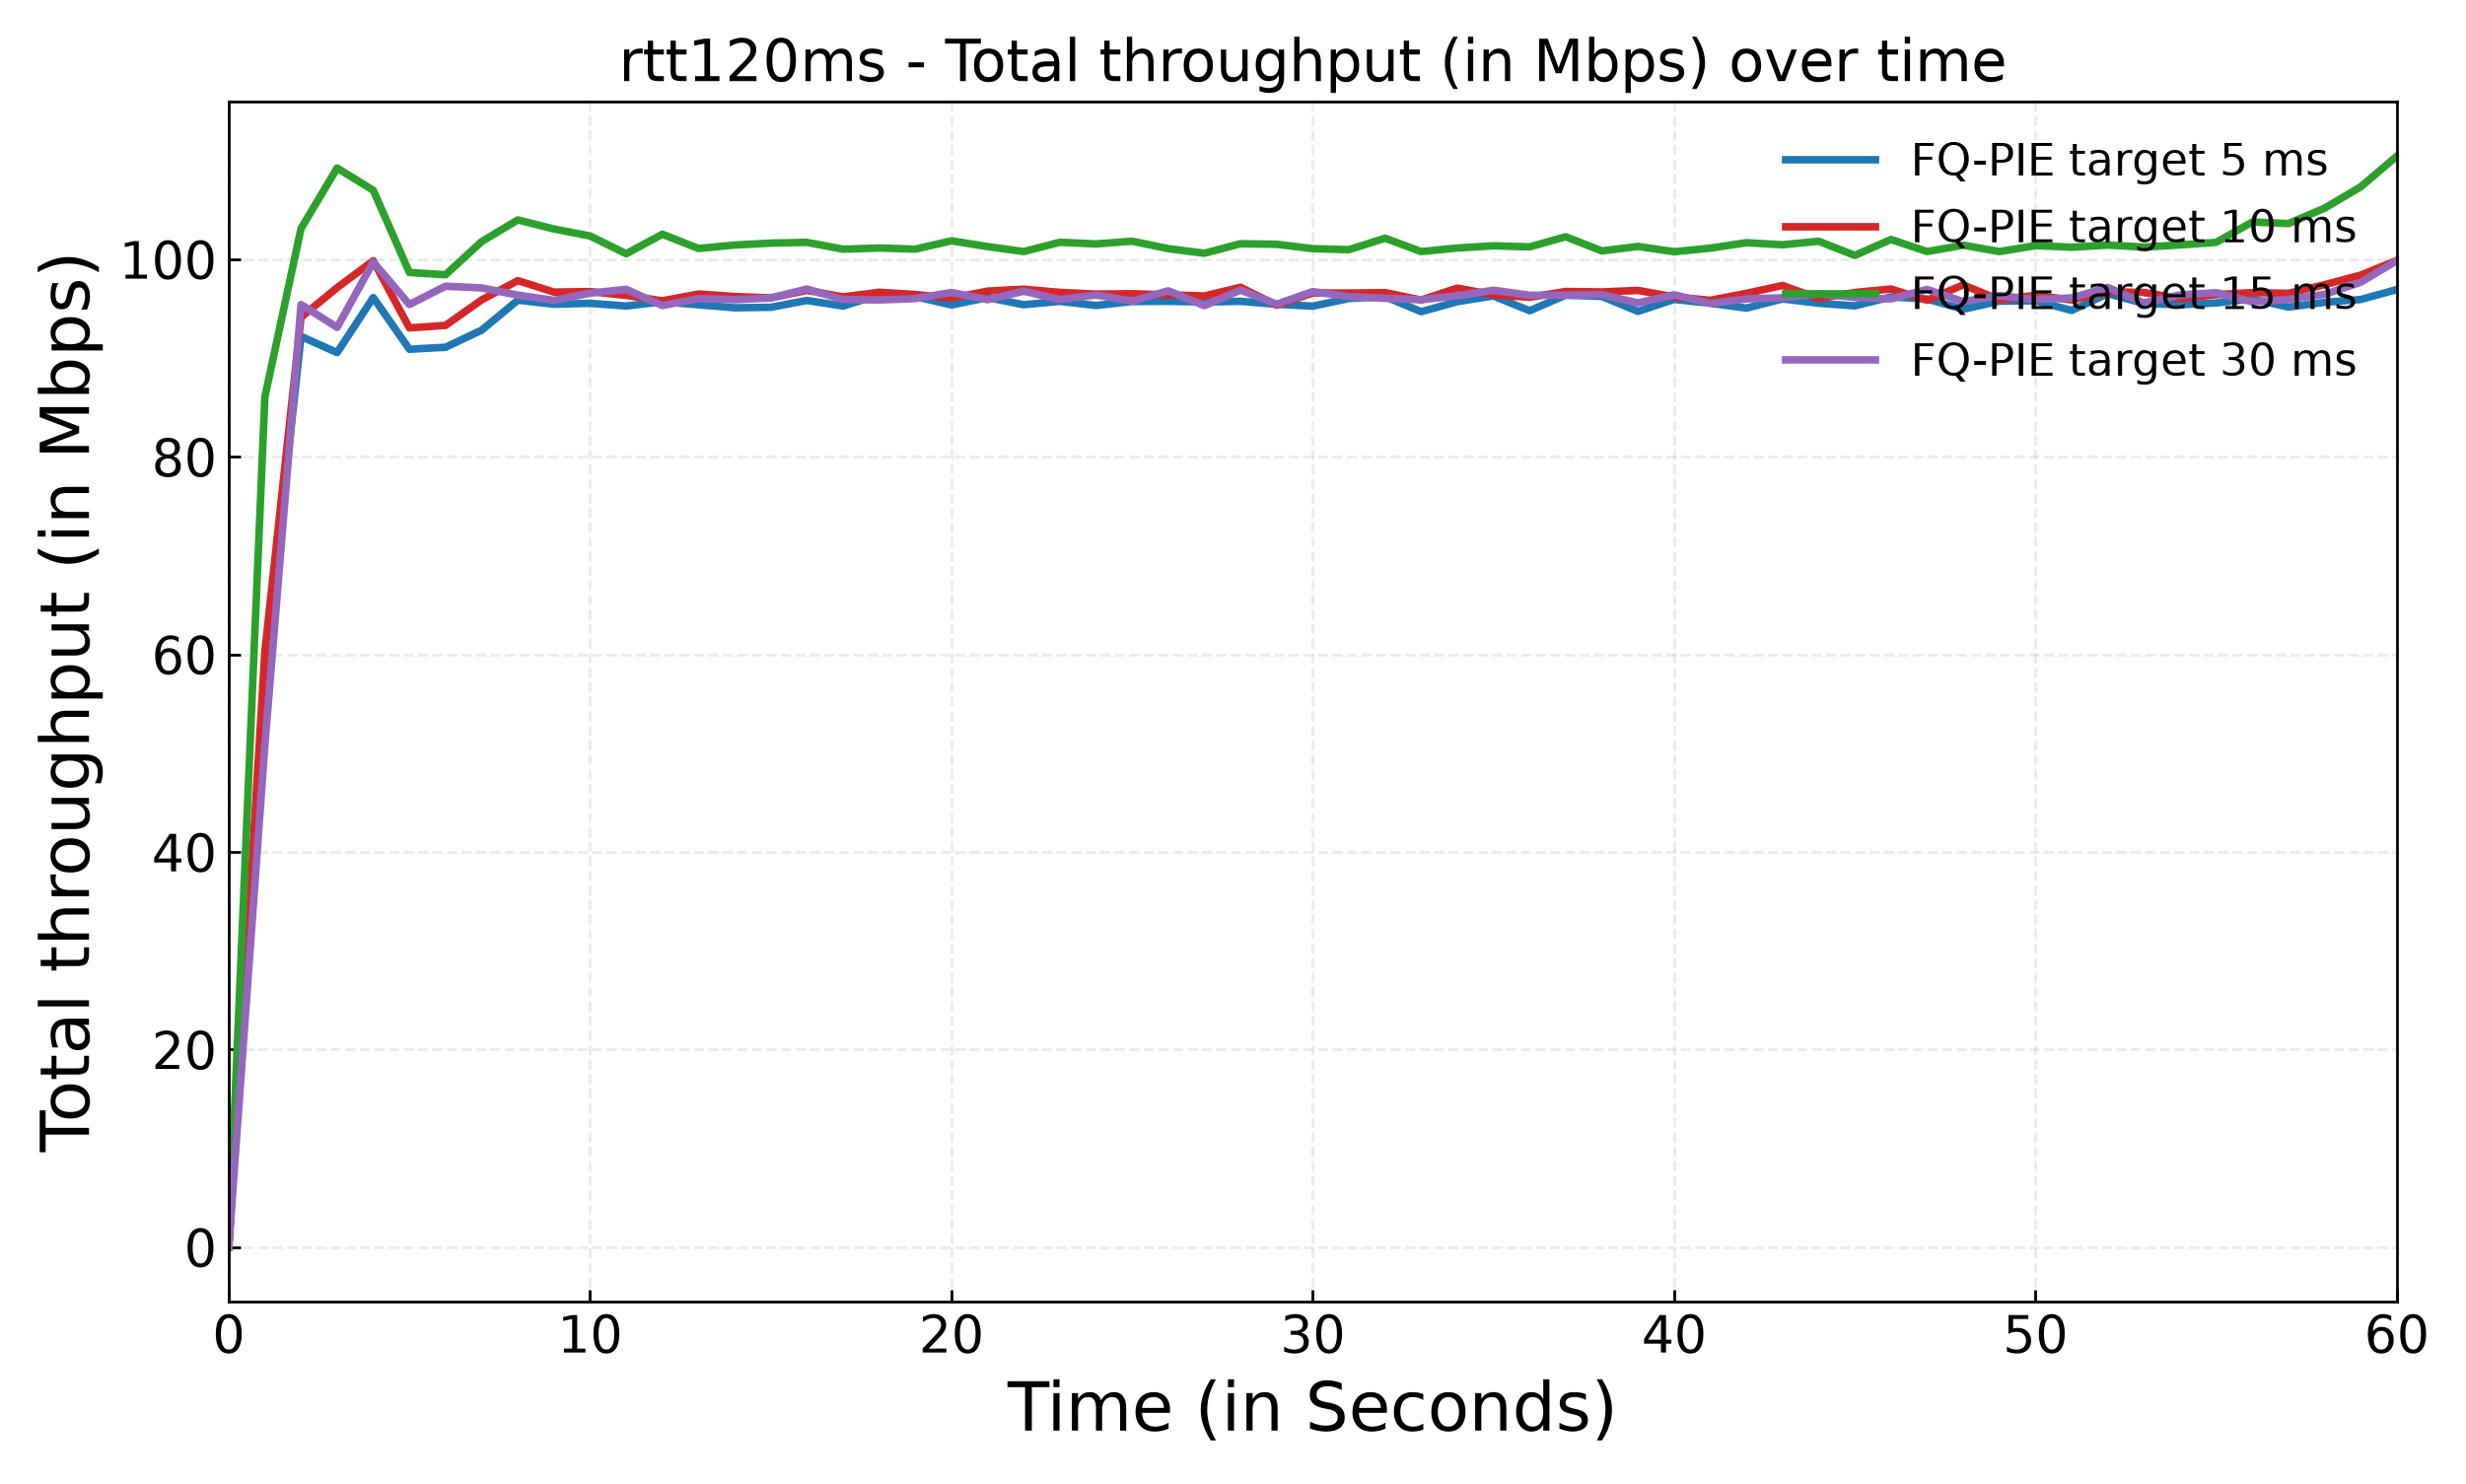 rtt120ms - Total throughput (in Mbps) over time
Total throughput (in Mbps)
100
80
60
40
20
0
FQ-PIE target 5 ms
FQ-PIE target 10 ms
FQ-PIE target 15 ms
FQ-PIE target 30 ms
0 10 20 30 40 50 60
Time (in Seconds)